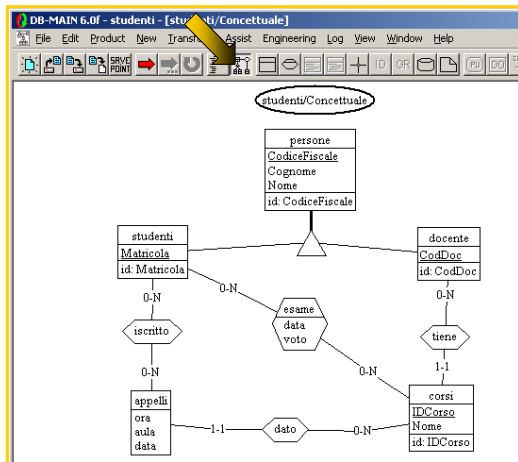 DB-MAIN 6.0f - studenti - [studenti/Concettuale]
File Edit Product New Transf Assist Engineering Log View Window Help
SAVE POINT ID GR PU
studenti/Concettuale
persone
CodiceFiscale
Cognome
Nome
id: CodiceFiscale
studenti
Matricola
id: Matricola
docente
CodDoc
id: CodDoc
0-N
0-N
0-N
esame
data
voto
iscritto
tiene
0-N
1-1
0-N
appelli
ora
aula
data
1-1
dato
0-N
corsi
IDCorso
Nome
id: IDCorso